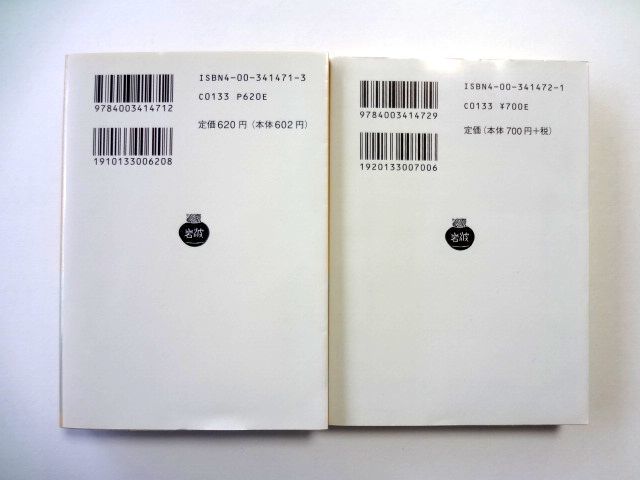 ISBN4-00-341471-3
9784003414712
C0133 P620E
定価620円（本体602円）
1910133006208
岩波
ISBN4-00-341472-1
9784003414729
C0133 ¥700E
定価（本体700円+税）
1920133007006
岩波